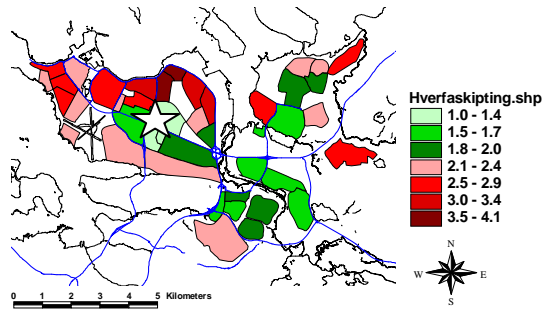 Hverfaskipting.shp
1.0 - 1.4
1.5 - 1.7
1.8 - 2.0
2.1 - 2.4
2.5 - 2.9
3.0 - 3.4
3.5 - 4.1
N
W E
S
0 1 2 3 4 5 Kilometers